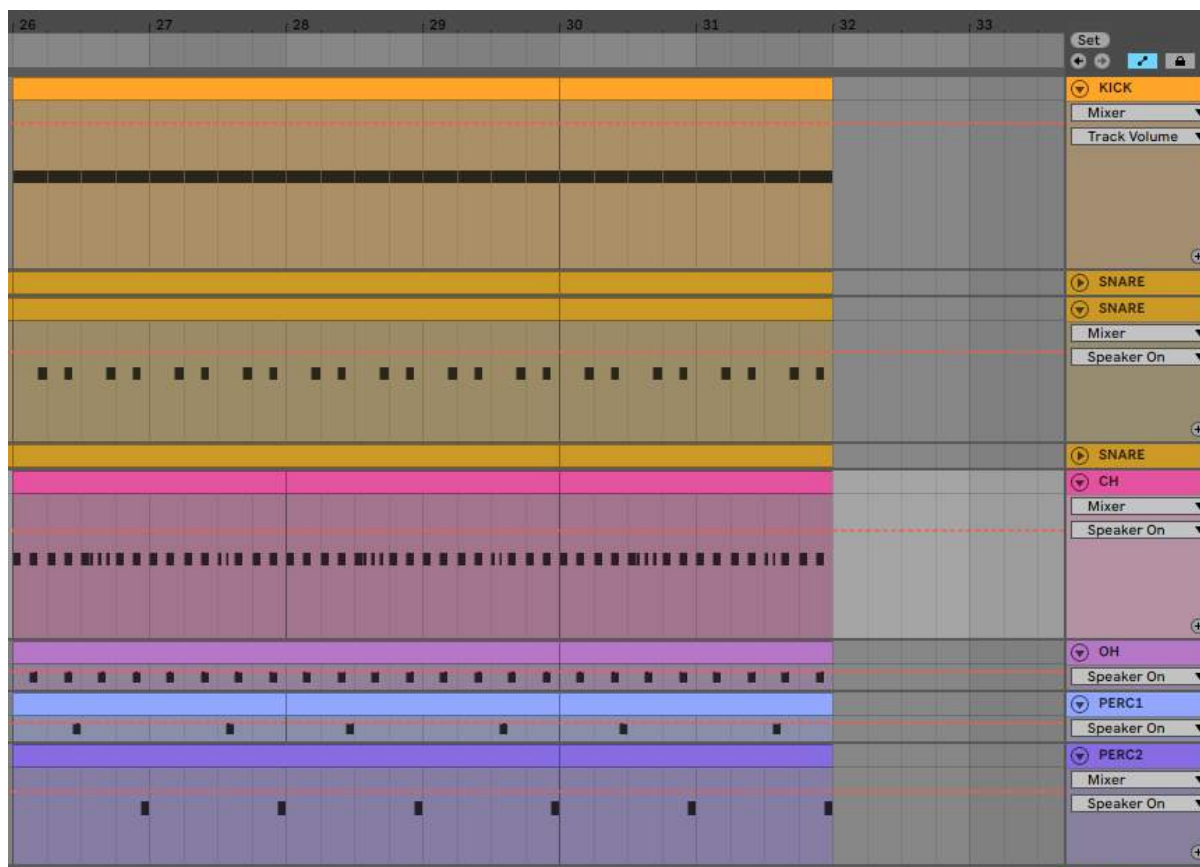 26 27 28 29 30 31 32 33
Set
KICK
Mixer
Track Volume
SNARE
SNARE
Mixer
Speaker On
SNARE
CH
Mixer
Speaker On
OH
Speaker On
PERC1
Speaker On
PERC2
Mixer
Speaker On